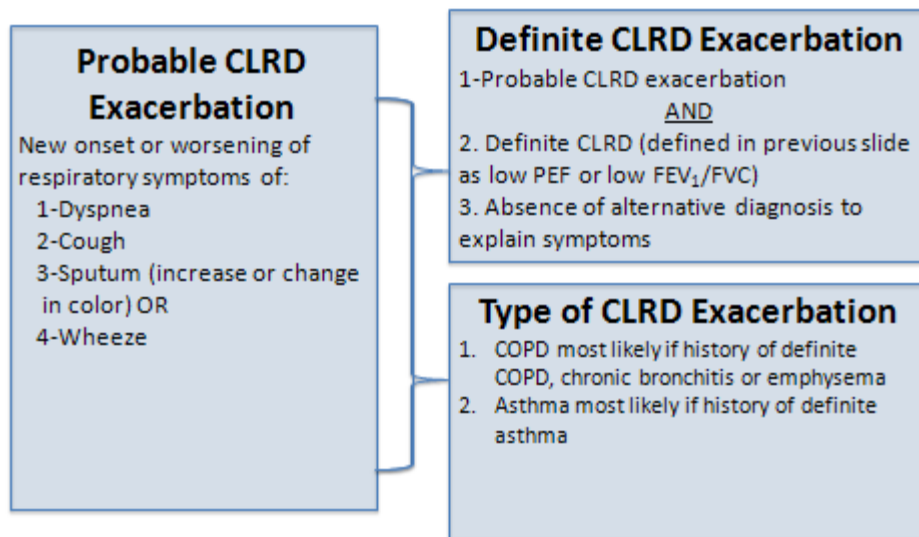 Probable CLRD
Exacerbation
New onset or worsening of
respiratory symptoms of:
1-Dyspnea
2-Cough
3-Sputum (increase or change
in color) OR
4-Wheeze
Definite CLRD Exacerbation
1-Probable CLRD exacerbation
AND
2. Definite CLRD (defined in previous slide
as low PEF or low FEV₁/FVC)
3. Absence of alternative diagnosis to
explain symptoms
Type of CLRD Exacerbation
1. COPD most likely if history of definite
COPD, chronic bronchitis or emphysema
2. Asthma most likely if history of definite
asthma